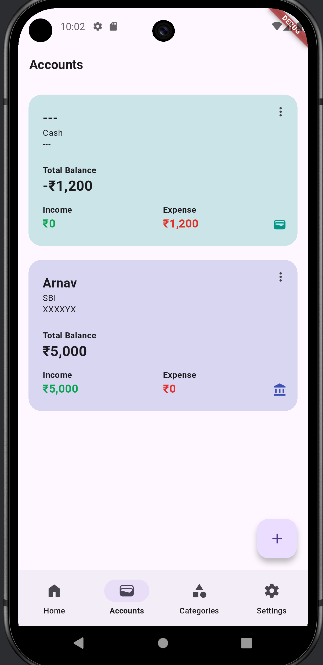 10:02
DEBUG
Accounts
---
Cash
---
Total Balance
-₹1,200
Income Expense
₹0 ₹1,200
Arnav
SBI
XXXXYX
Total Balance
₹5,000
Income Expense
₹5,000 ₹0
+
Home Accounts Categories Settings